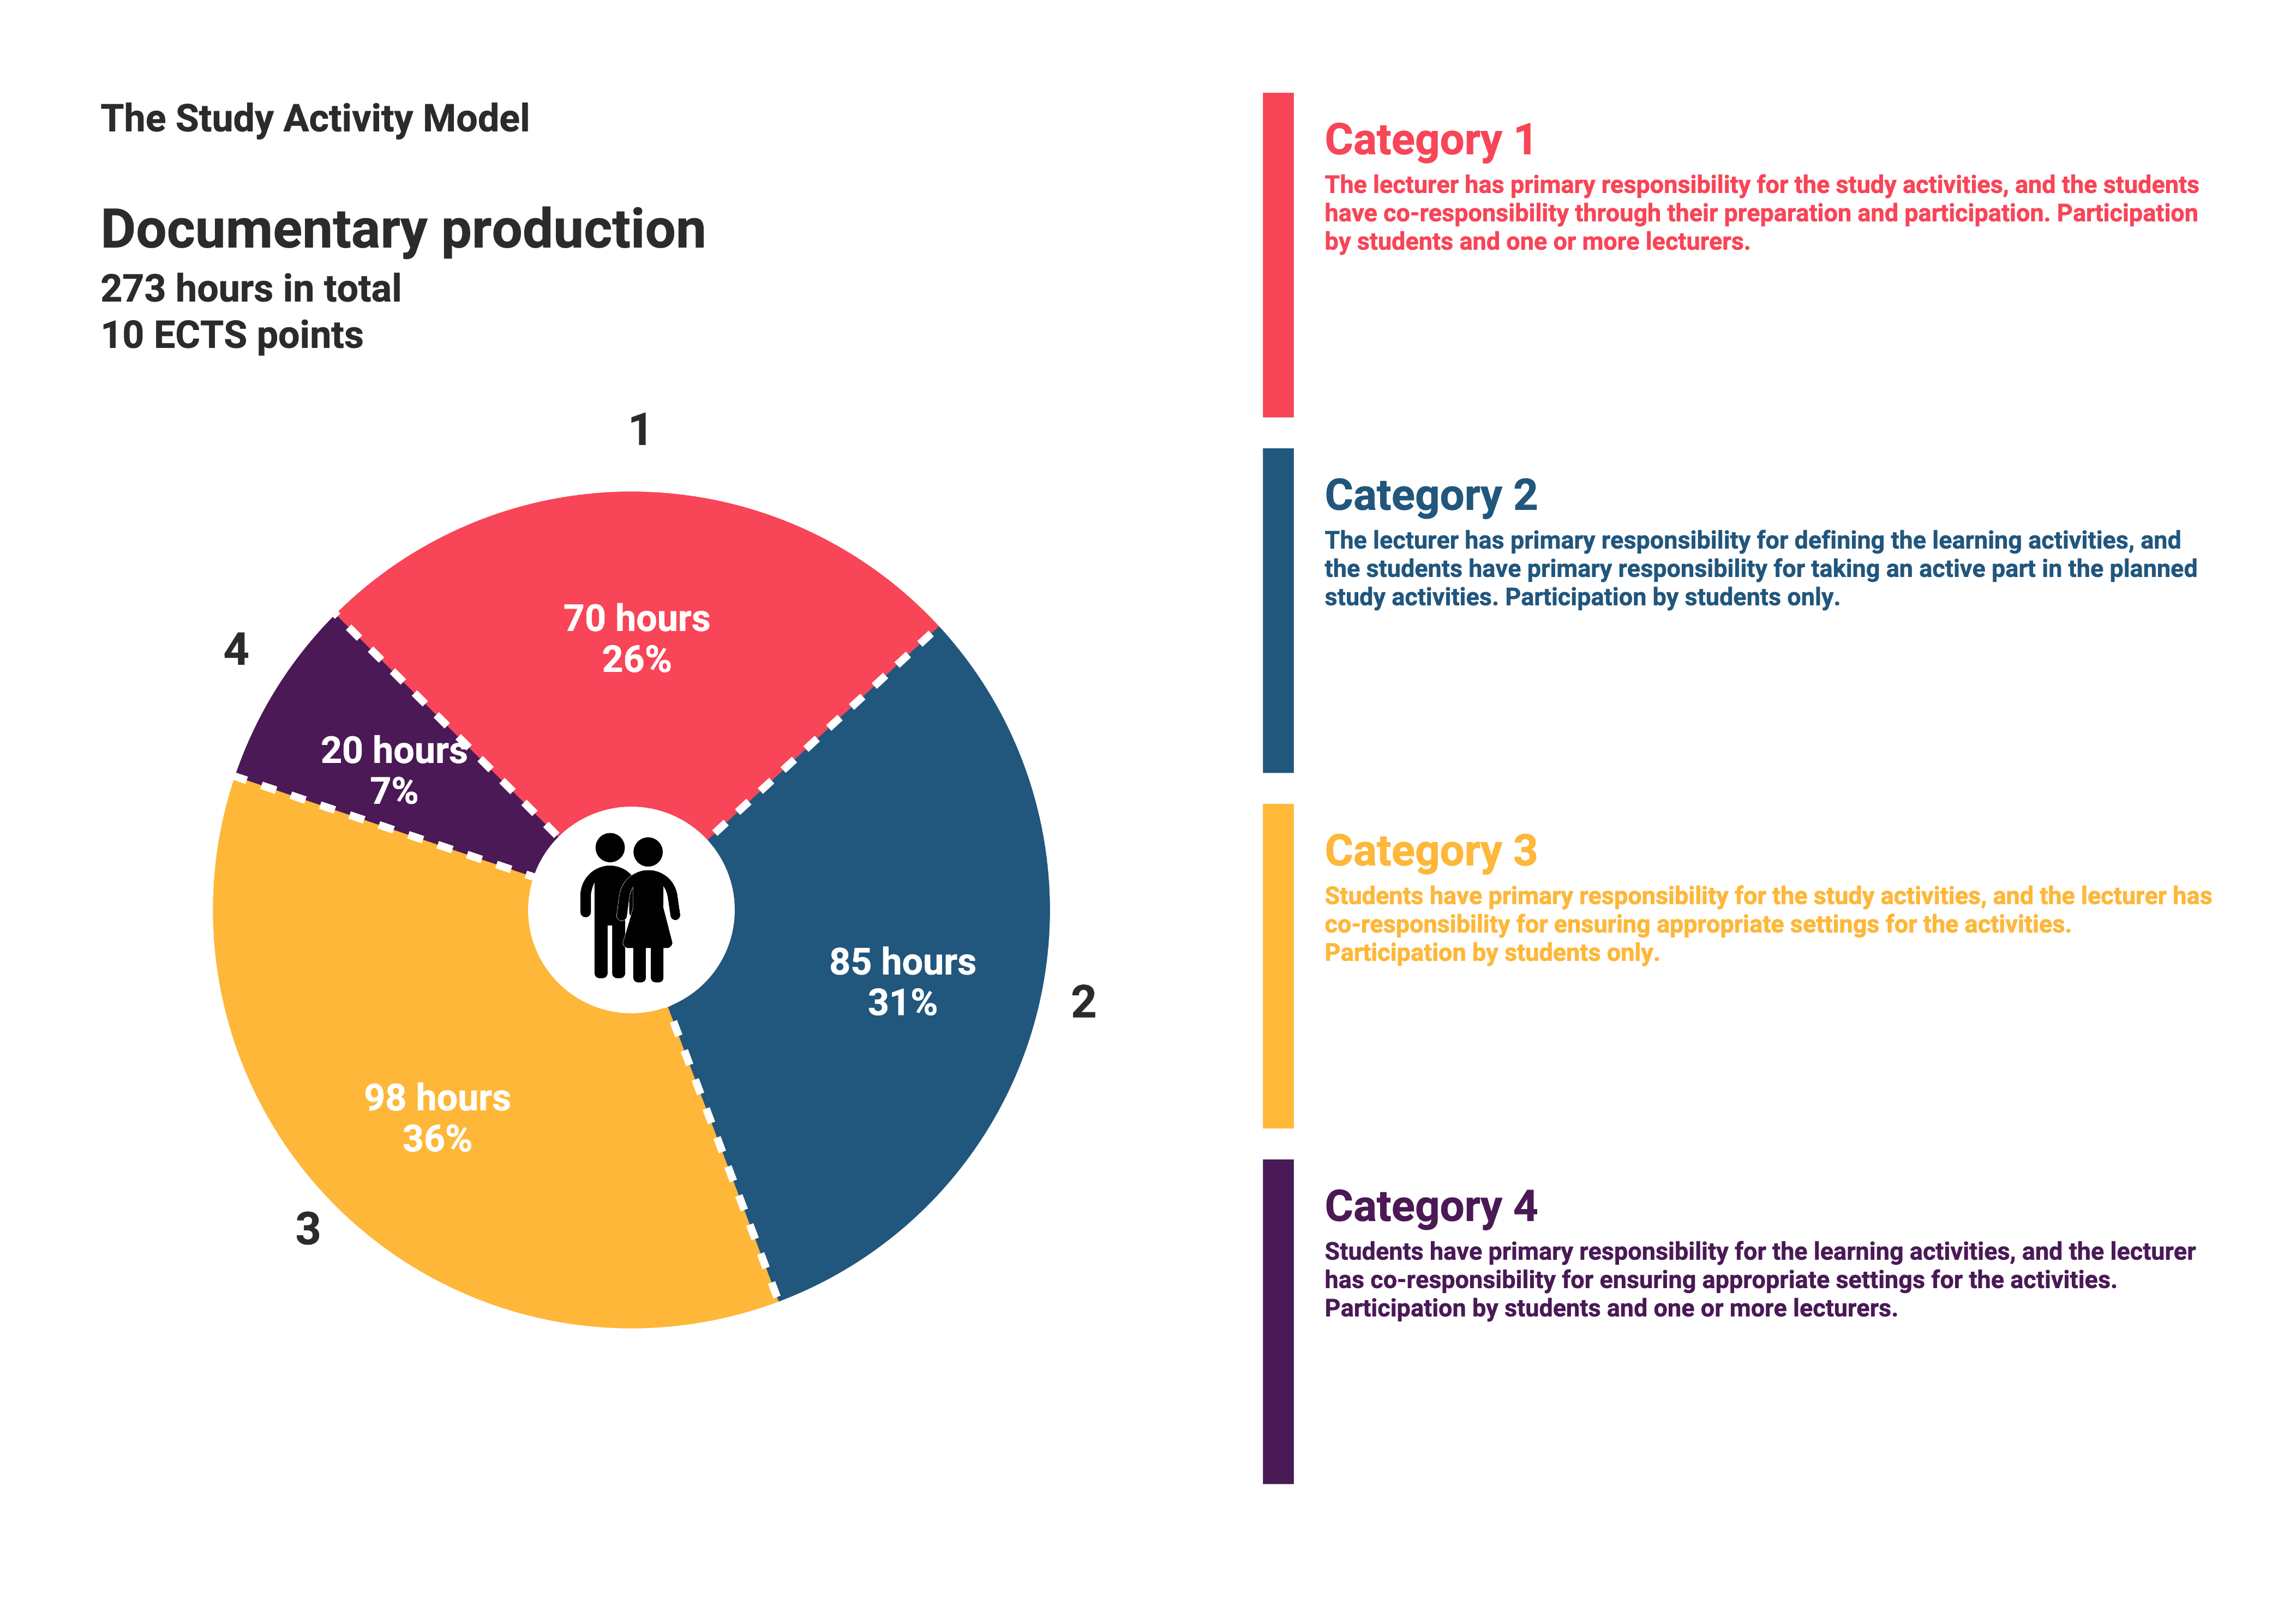 The Study Activity Model
Documentary production
273 hours in total
10 ECTS points
1
70 hours
26%
4
20 hours
7%
85 hours
31%
2
98 hours
36%
3
Category 1
The lecturer has primary responsibility for the study activities, and the students
have co-responsibility through their preparation and participation. Participation
by students and one or more lecturers.
Category 2
The lecturer has primary responsibility for defining the learning activities, and
the students have primary responsibility for taking an active part in the planned
study activities. Participation by students only.
Category 3
Students have primary responsibility for the study activities, and the lecturer has
co-responsibility for ensuring appropriate settings for the activities.
Participation by students only.
Category 4
Students have primary responsibility for the learning activities, and the lecturer
has co-responsibility for ensuring appropriate settings for the activities.
Participation by students and one or more lecturers.